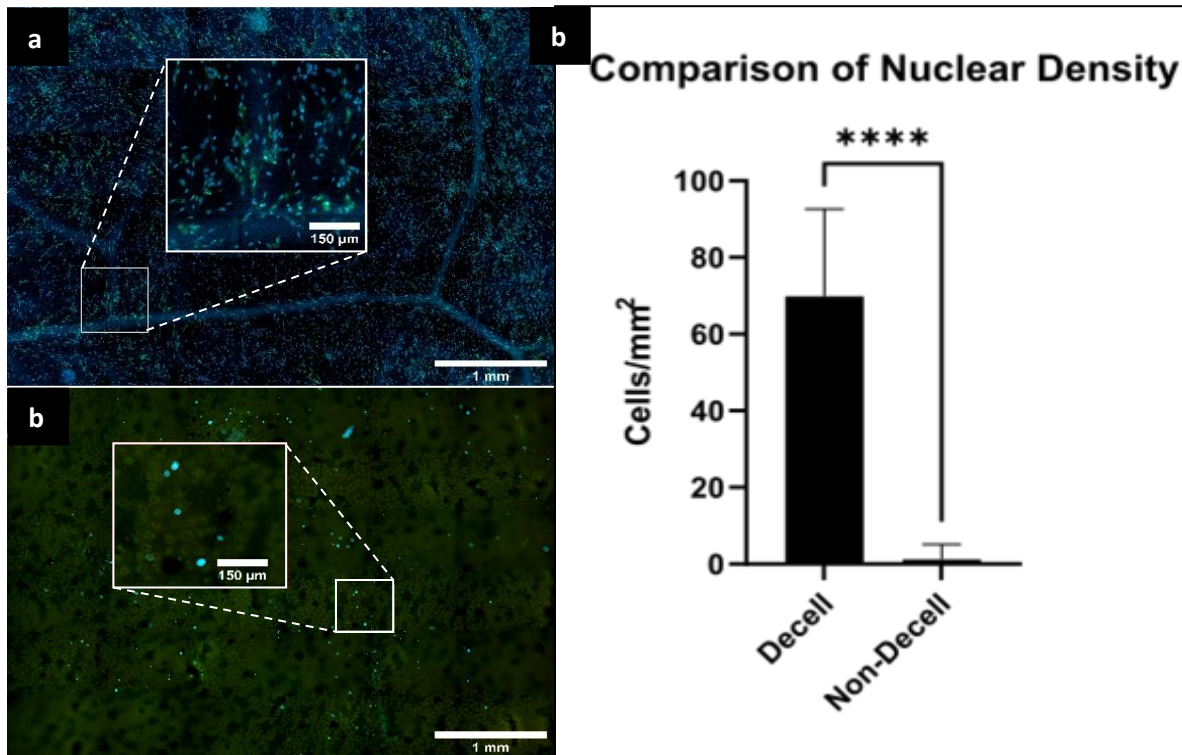 a
150 µm
1 mm
b
150 µm
1 mm
b
Comparison of Nuclear Density
****
100
80
60
40
20
0
Cells/mm²
Decell
Non-Decell